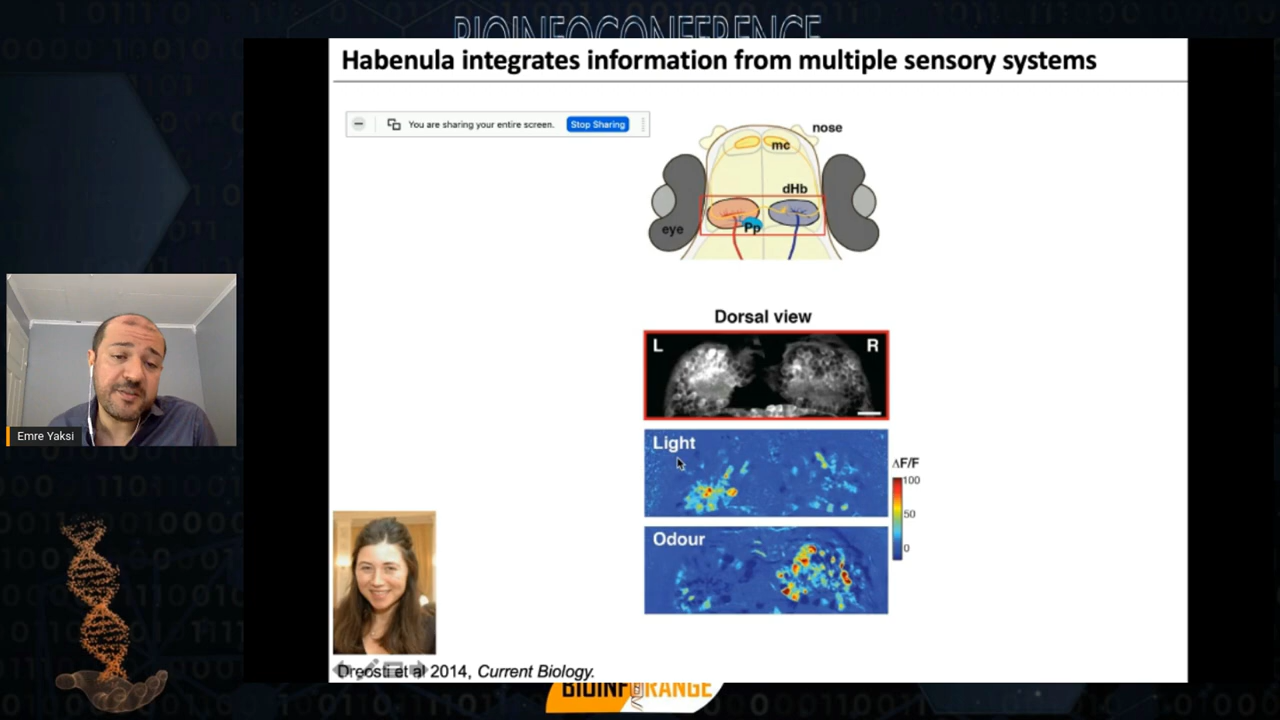 BIOINFOCONFERENCE
Habenula integrates information from multiple sensory systems
You are sharing your entire screen.
Stop Sharing
nose
mc
dHb
eye
Pp
Dorsal view
L
R
Light
ΔF/F
100
50
0
Odour
Emre Yaksi
Dreosti et al 2014, Current Biology.
BIOINFORANGE